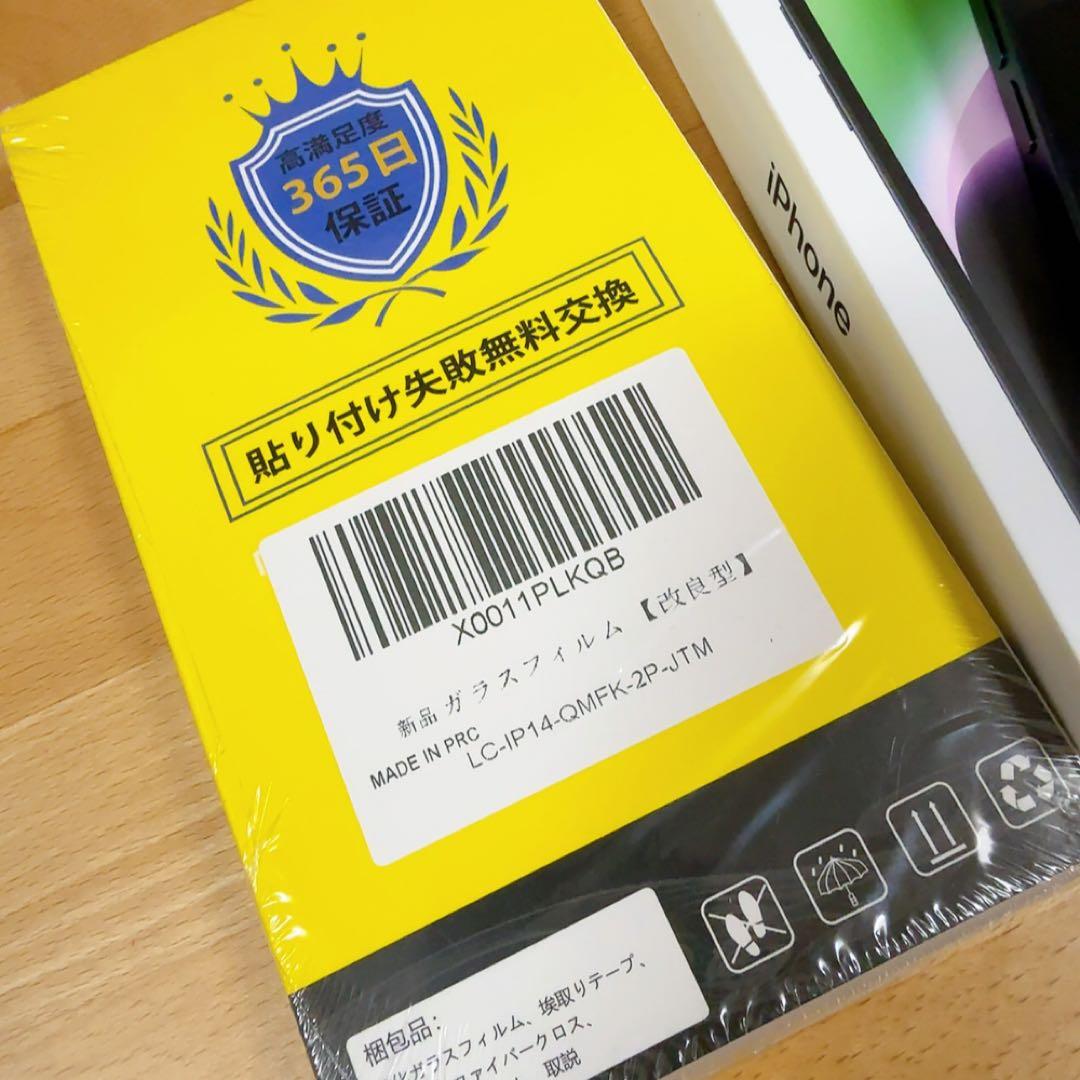 高満足度
365日
保証
貼り付け失敗無料交換
X0011PLKQB
新品 ガラスフィルム 【改良型】
MADE IN PRC
LC-IP14-QMFK-2P-JTM
梱包品:
ルガラスフィルム、埃取りテープ、
ファイバークロス、
取説
iPhone